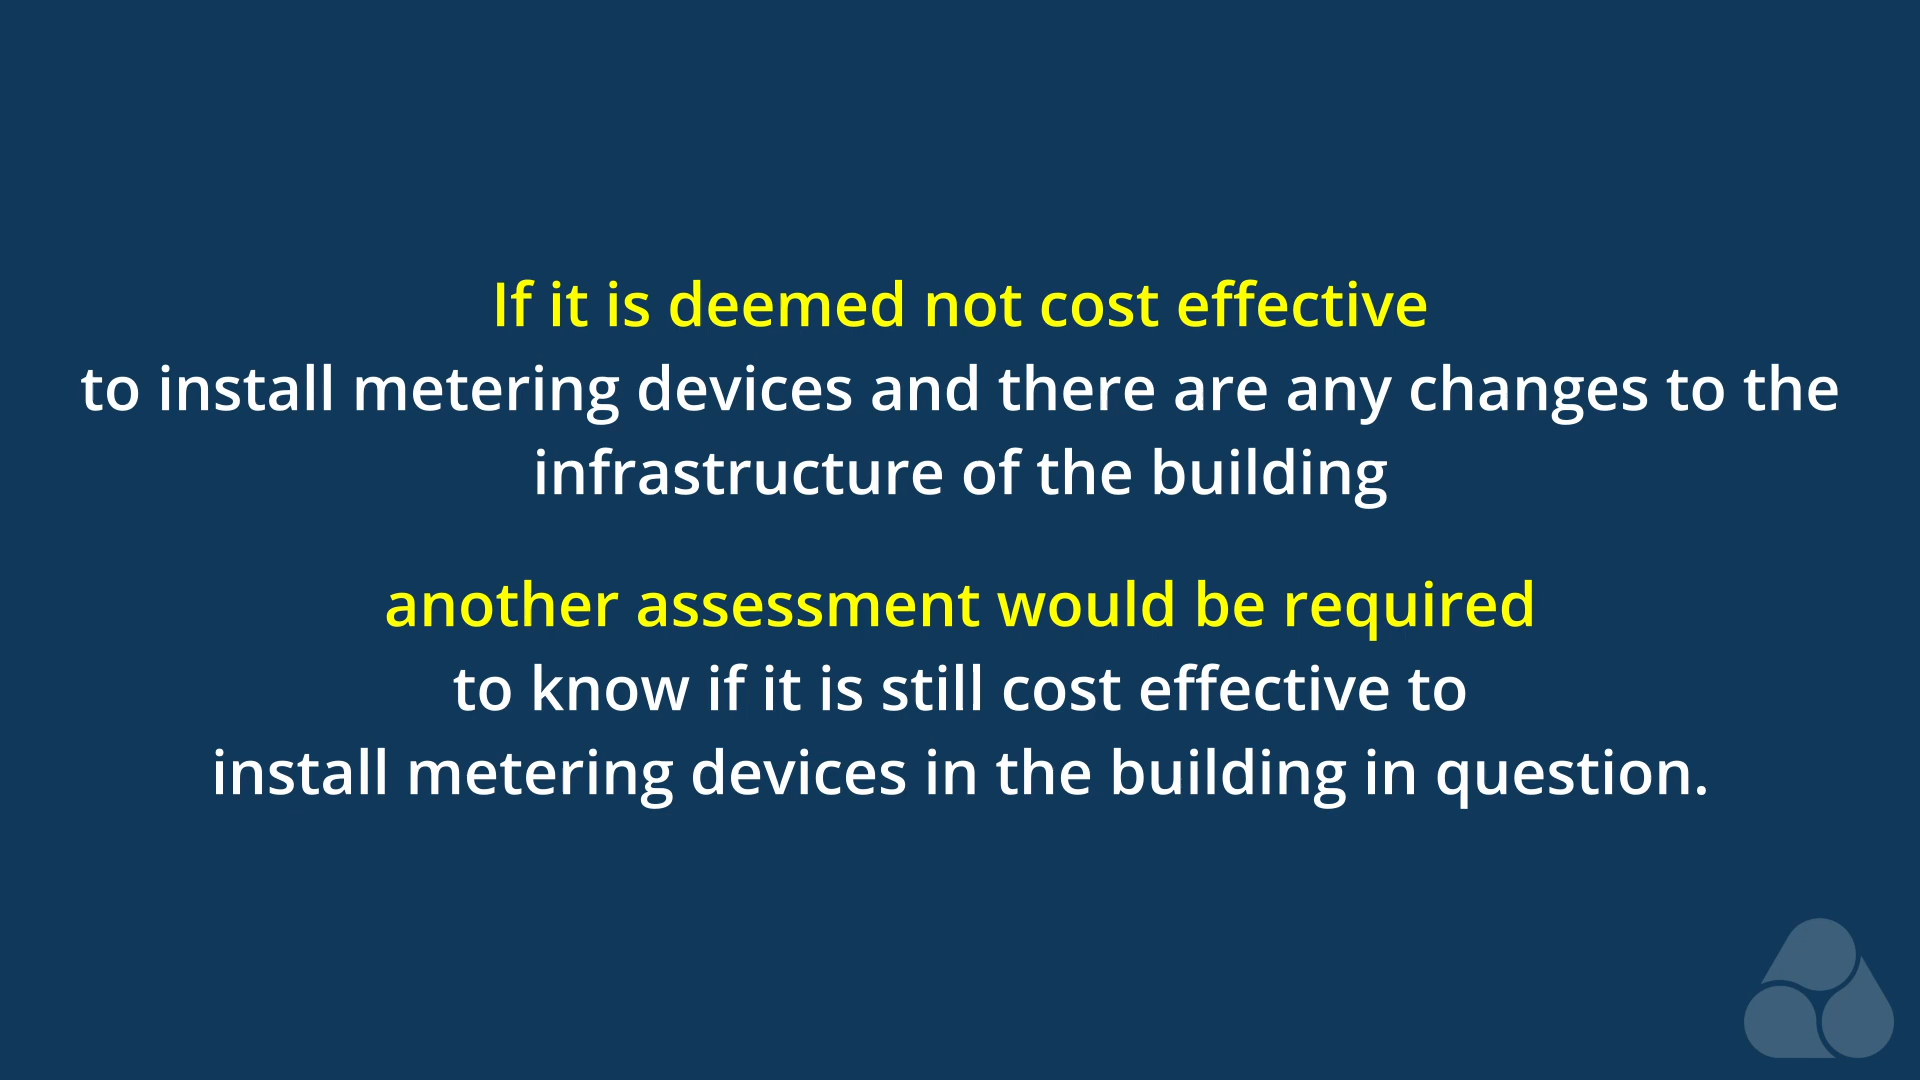 If it is deemed not cost effective
to install metering devices and there are any changes to the
infrastructure of the building
another assessment would be required
to know if it is still cost effective to
install metering devices in the building in question.